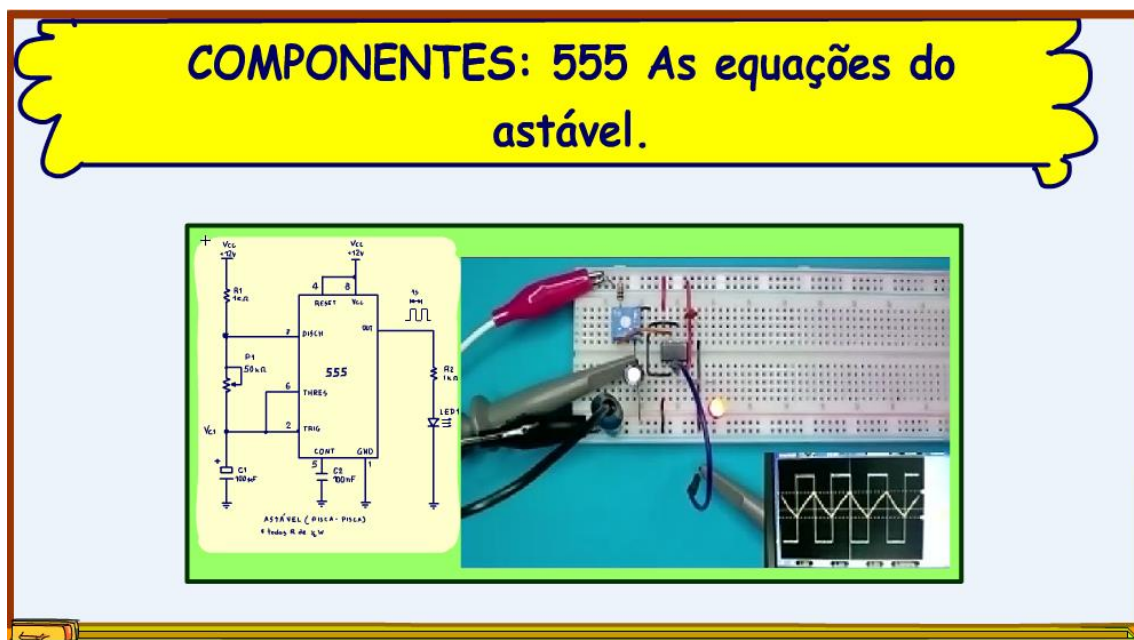 COMPONENTES: 555 As equações do
astável.
Vcc
+12V
Vcc
+12V
R1
1kΩ
4
8
RESET
Vcc
7
DISCH
OUT
P1
50kΩ
555
R2
1kΩ
6
THRES
LED1
Vc1
2
TRIG
CONT
GND
5
1
C1
C2
100nF
ASTÁVEL (PISCA-PISCA)